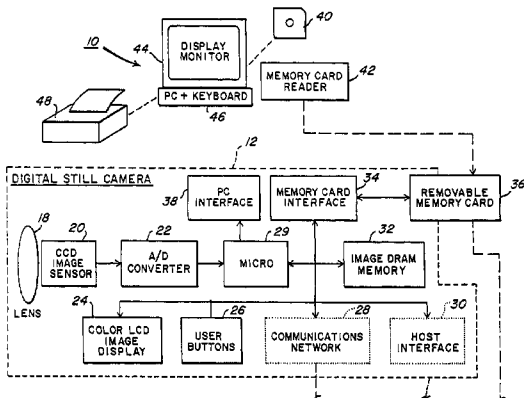 10
44
DISPLAY
MONITOR
40
MEMORY CARD
READER
42
48
PC + KEYBOARD
46
12
DIGITAL STILL CAMERA
38
PC
INTERFACE
MEMORY CARD
INTERFACE
34
REMOVABLE
MEMORY CARD
36
18
LENS
20
CCD
IMAGE
SENSOR
22
A/D
CONVERTER
29
MICRO
32
IMAGE DRAM
MEMORY
24
COLOR LCD
IMAGE
DISPLAY
26
USER
BUTTONS
28
COMMUNICATIONS
NETWORK
30
HOST
INTERFACE